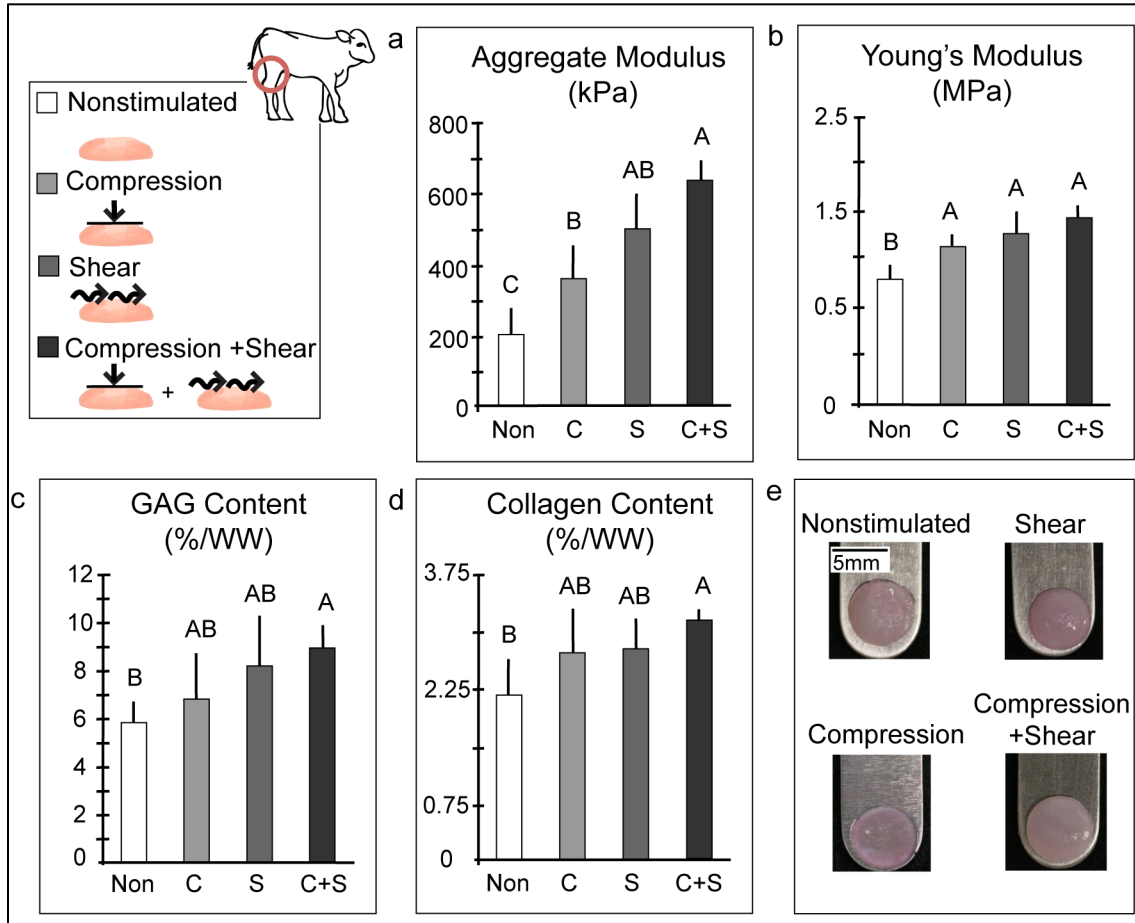 Nonstimulated
Compression
Shear
Compression +Shear
+
a
Aggregate Modulus
(kPa)
800
600
400
200
0
C
B
AB
A
Non C S C+S
b
Young's Modulus
(MPa)
2.5
1.5
0.5
0
B
A
A
A
Non C S C+S
c
GAG Content
(%/WW)
12
10
8
6
4
2
0
B
AB
AB
A
Non C S C+S
d
Collagen Content
(%/WW)
3.75
2.25
0.75
0
B
AB
AB
A
Non C S C+S
e
Nonstimulated
Shear
5mm
Compression
Compression
+Shear